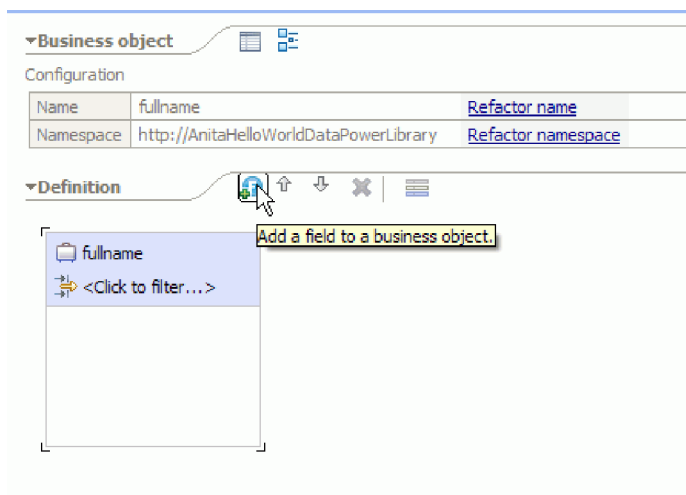 Business object
Configuration
Name fullname Refactor name
Namespace http://AnitaHelloWorldDataPowerLibrary Refactor namespace
Definition
Add a field to a business object.
fullname
<Click to filter...>